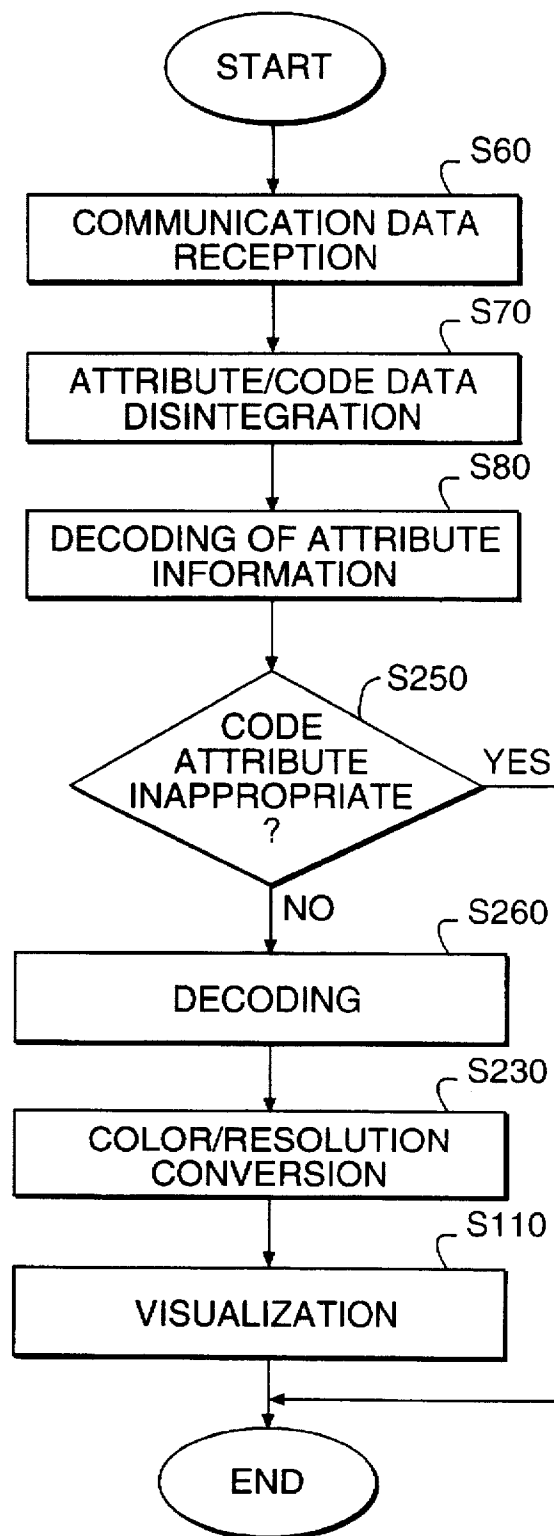 START
S60
COMMUNICATION DATA
RECEPTION
S70
ATTRIBUTE/CODE DATA
DISINTEGRATION
S80
DECODING OF ATTRIBUTE
INFORMATION
S250
CODE
ATTRIBUTE
INAPPROPRIATE
?
YES
NO
S260
DECODING
S230
COLOR/RESOLUTION
CONVERSION
S110
VISUALIZATION
END